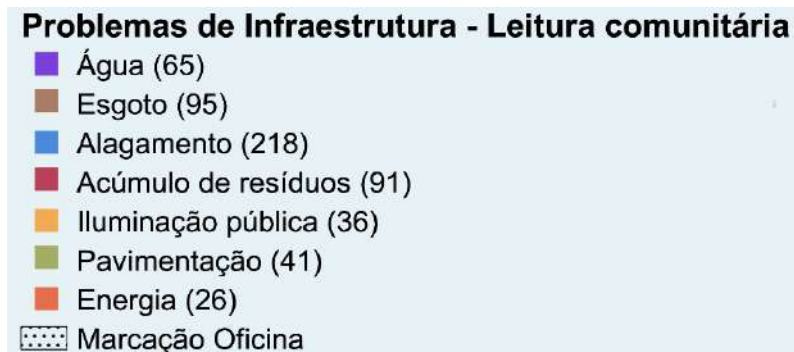 Problemas de Infraestrutura - Leitura comunitária
Água (65)
Esgoto (95)
Alagamento (218)
Acúmulo de resíduos (91)
Iluminação pública (36)
Pavimentação (41)
Energia (26)
Marcação Oficina